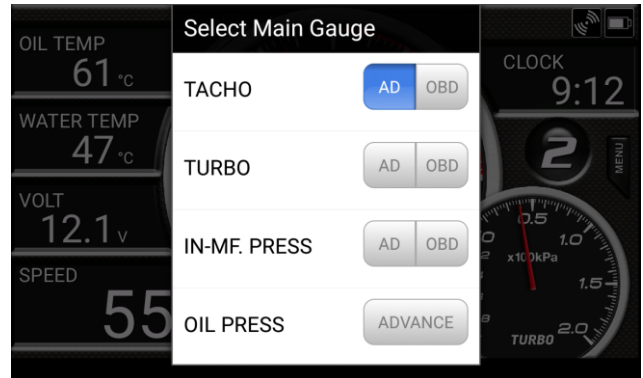 OIL TEMP
61 °C
WATER TEMP
47 °C
VOLT
12.1 V
SPEED
55
Select Main Gauge
TACHO AD OBD
TURBO AD OBD
IN-MF. PRESS AD OBD
OIL PRESS ADVANCE
CLOCK
9:12
2
MENU
0.5
1.0
x100kPa
1.5
2.0
TURBO